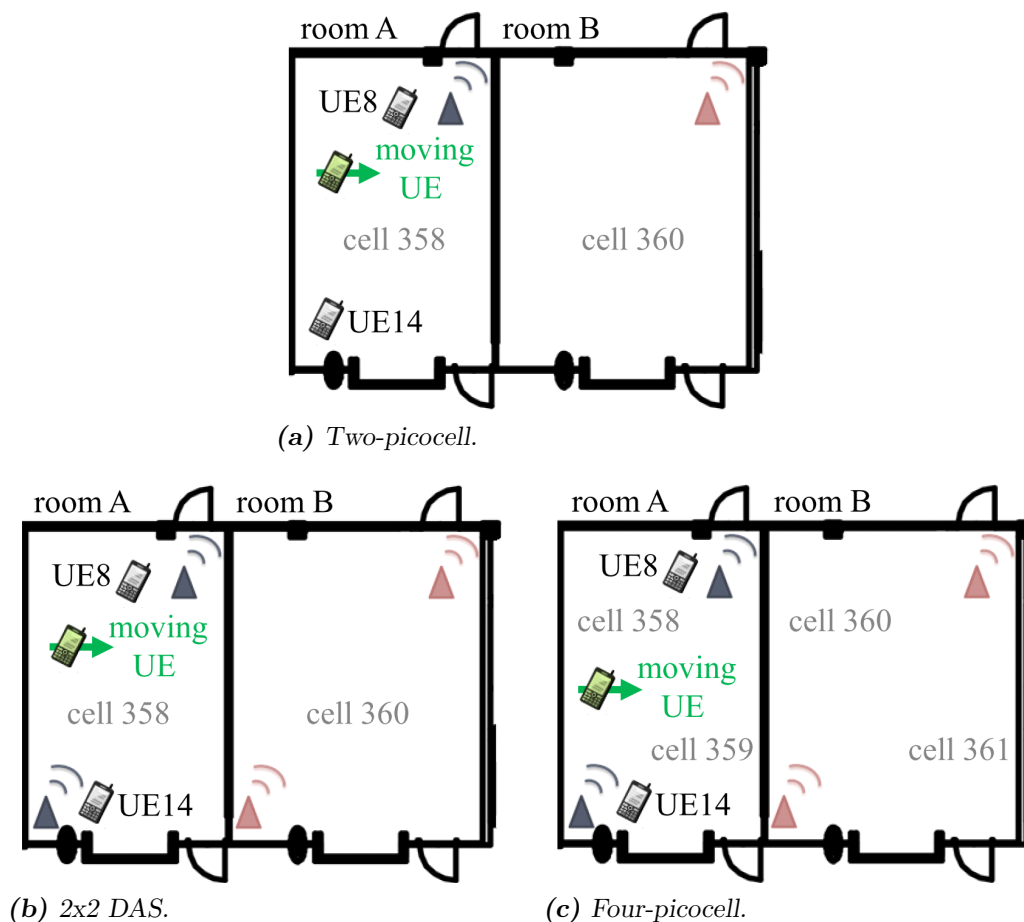 room A room B
UE8
moving
UE
cell 358 cell 360
UE14
(a) Two-picocell.
room A room B
UE8
moving
UE
cell 358 cell 360
UE14
(b) 2x2 DAS.
room A room B
UE8
cell 358 cell 360
moving
UE
cell 359 cell 361
UE14
(c) Four-picocell.